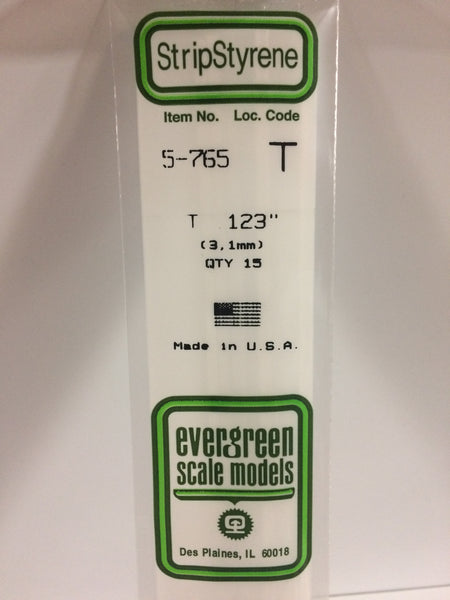 StripStyrene
Item No. Loc. Code
5-765 T
T .123"
(3,1mm)
QTY 15
Made in U.S.A.
evergreen
scale models
Des Plaines, IL 60018